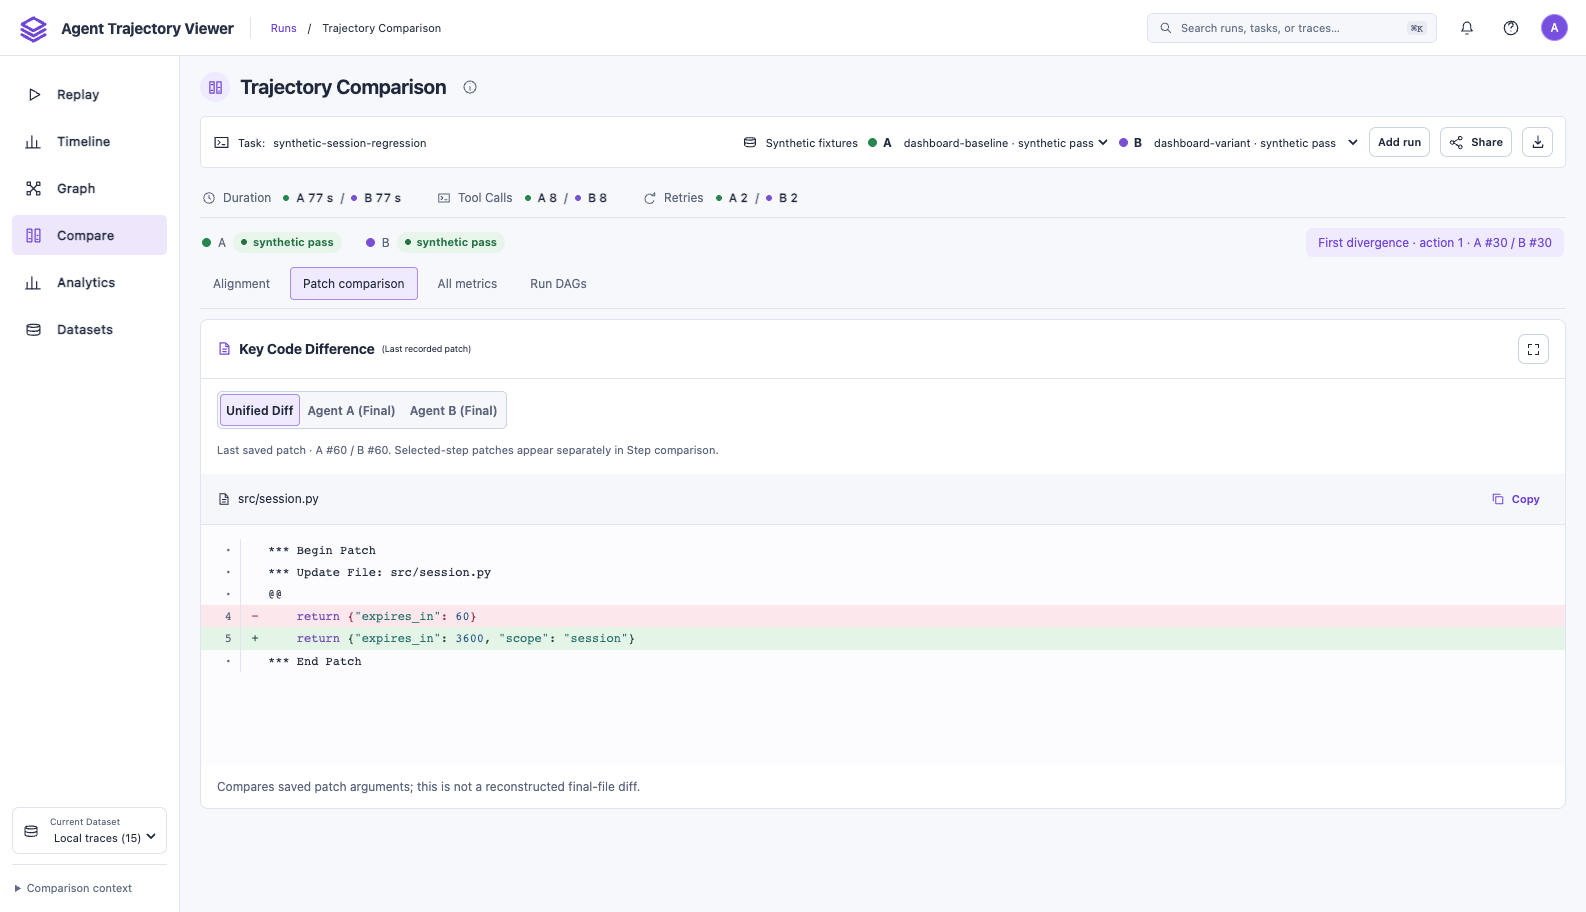 Agent Trajectory Viewer
Runs / Trajectory Comparison
Search runs, tasks, or traces...
⌘K
A
Replay
Timeline
Graph
Compare
Analytics
Datasets
Current Dataset
Local traces (15)
Comparison context
Trajectory Comparison
Task: synthetic-session-regression
Synthetic fixtures
A dashboard-baseline · synthetic pass
B dashboard-variant · synthetic pass
Add run
Share
Duration A 77 s / B 77 s
Tool Calls A 8 / B 8
Retries A 2 / B 2
A synthetic pass
B synthetic pass
First divergence · action 1 · A #30 / B #30
Alignment
Patch comparison
All metrics
Run DAGs
Key Code Difference (Last recorded patch)
Unified Diff
Agent A (Final)
Agent B (Final)
Last saved patch · A #60 / B #60. Selected-step patches appear separately in Step comparison.
src/session.py
Copy
· *** Begin Patch
· *** Update File: src/session.py
· @@
4 −     return {"expires_in": 60}
5 +     return {"expires_in": 3600, "scope": "session"}
· *** End Patch
Compares saved patch arguments; this is not a reconstructed final-file diff.